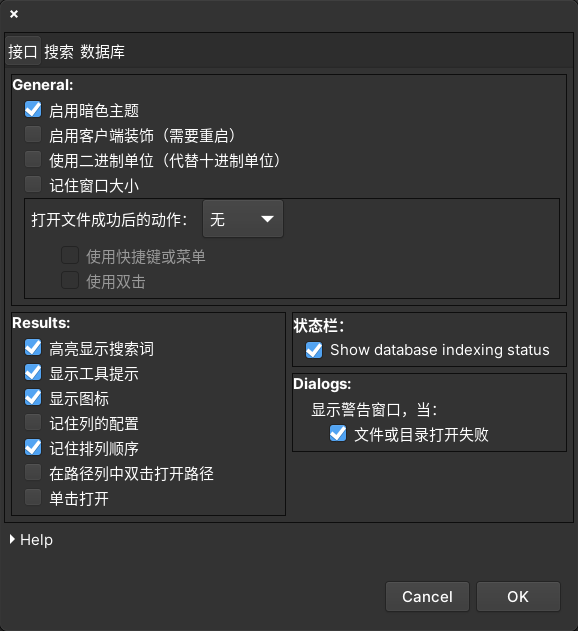 ×
接口 搜索 数据库
General:
启用暗色主题
启用客户端装饰（需要重启）
使用二进制单位（代替十进制单位）
记住窗口大小
打开文件成功后的动作： 无
使用快捷键或菜单
使用双击
Results:
高亮显示搜索词
显示工具提示
显示图标
记住列的配置
记住排列顺序
在路径列中双击打开路径
单击打开
状态栏：
Show database indexing status
Dialogs:
显示警告窗口，当：
文件或目录打开失败
Help
Cancel OK